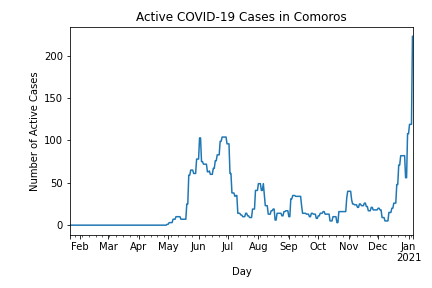 Active COVID-19 Cases in Comoros
Number of Active Cases
200
150
100
50
0
Feb Mar Apr May Jun Jul Aug Sep Oct Nov Dec Jan
2021
Day